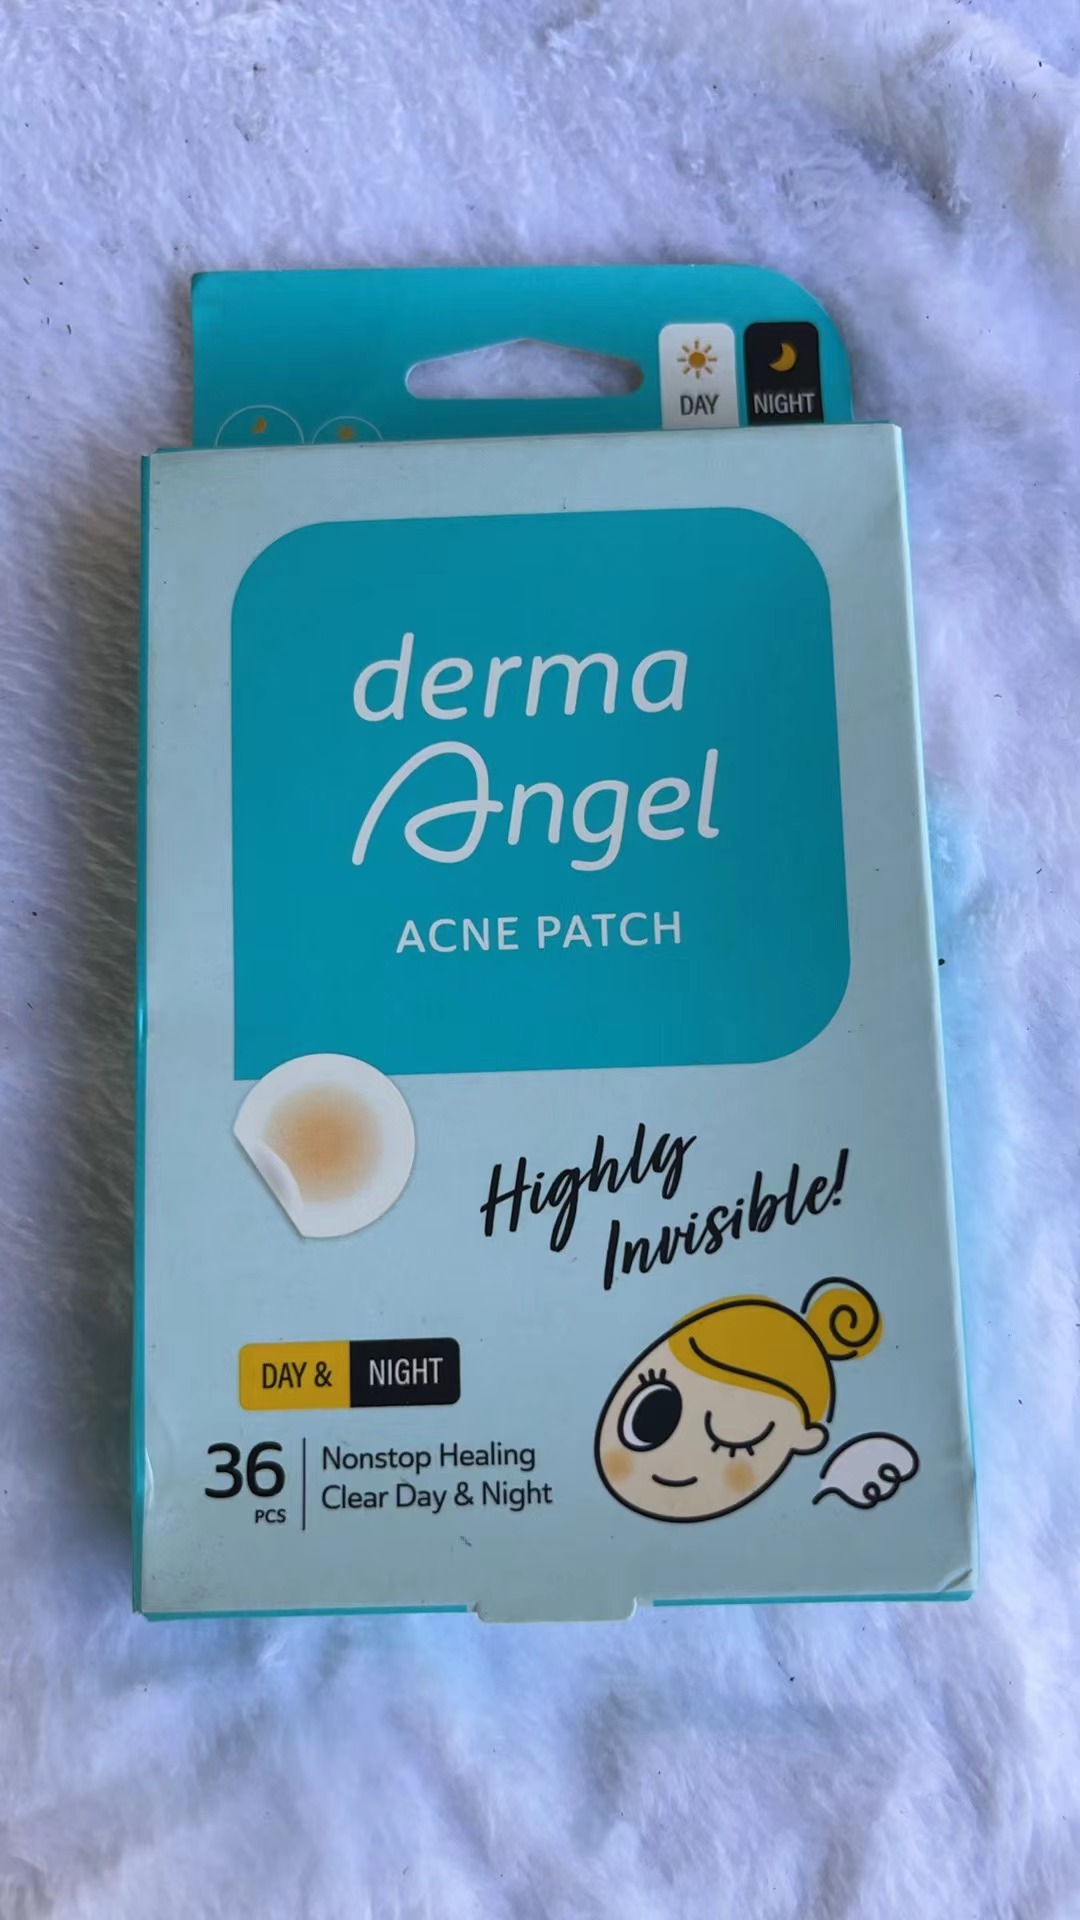 DAY NIGHT
derma
Angel
ACNE PATCH
Highly
Invisible!
DAY & NIGHT
36 PCS
Nonstop Healing
Clear Day & Night